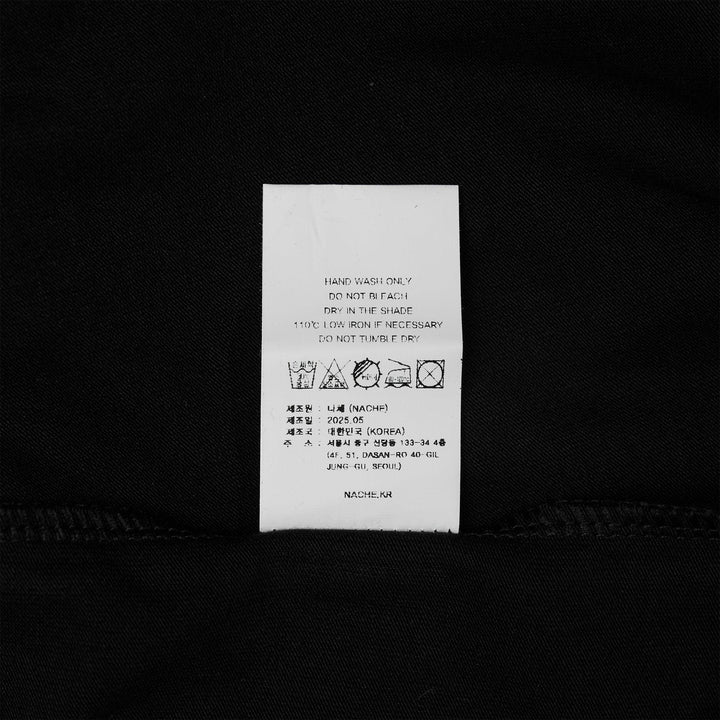 HAND WASH ONLY
DO NOT BLEACH
DRY IN THE SHADE
110℃ LOW IRON IF NECESSARY
DO NOT TUMBLE DRY
제조원 : 나체 (NACHE)
제조일 : 2025.05
제조국 : 대한민국 (KOREA)
주 소 : 서울시 중구 신당동 133-34 4층
(4F, 51, DASAN-RO 40-GIL
JUNG-GU, SEOUL)
NACHE.KR